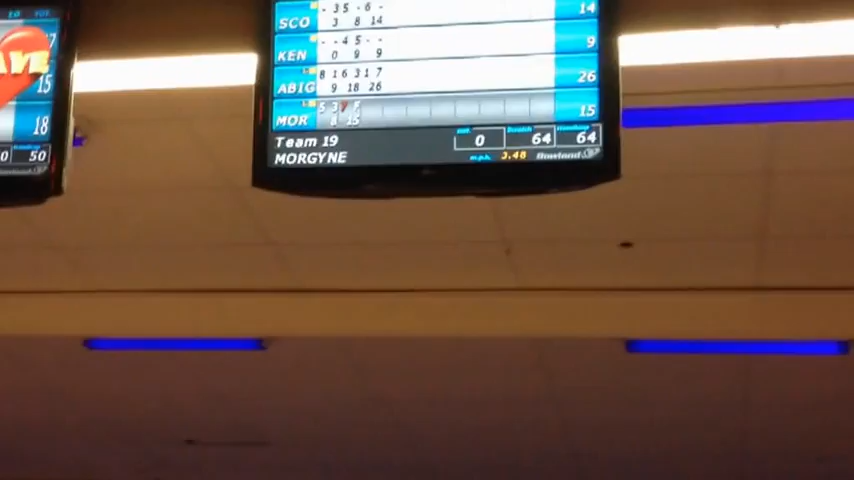 AVE
15
18
0 50
- 3 5 - 6 -
SCO 3 8 14 14
- - 4 5 - -
KEN 0 9 9 9
8 1 6 3 1 7
ABIG 9 18 26 26
5 3 7
MOR 8 15 15
Team 19 0 64 64
MORGYNE m.p.h. 3.48